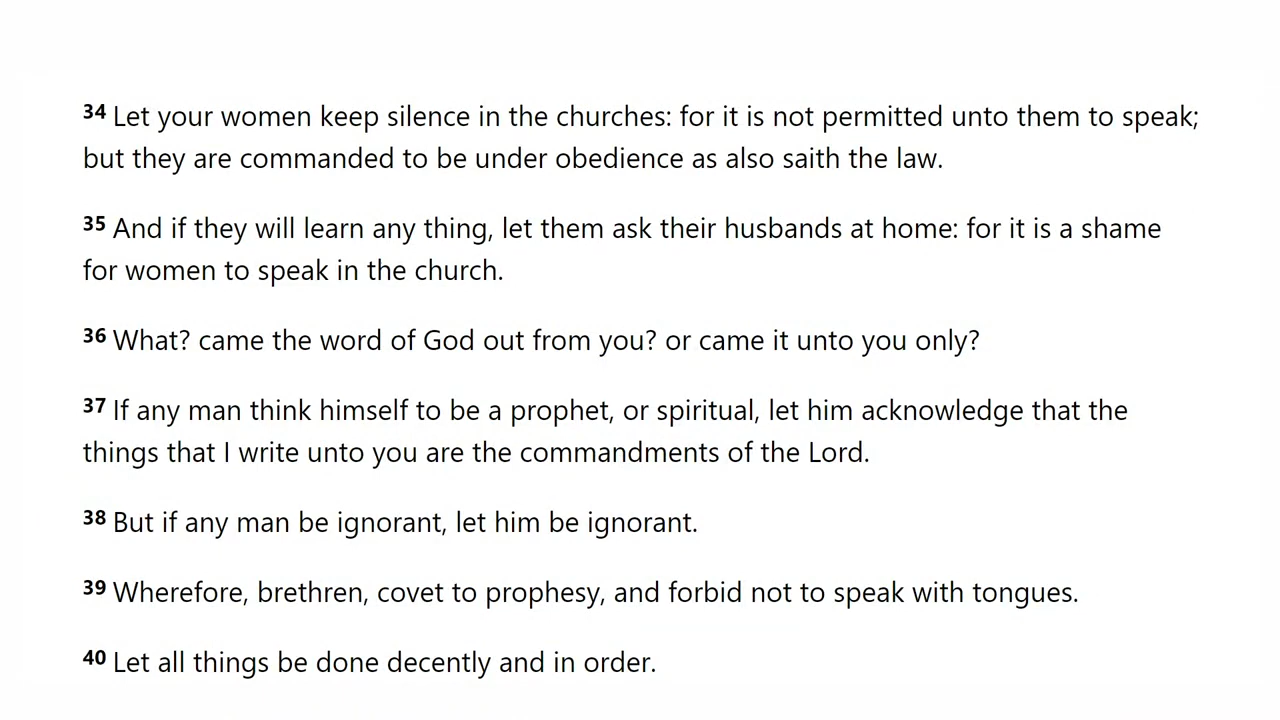 34 Let your women keep silence in the churches: for it is not permitted unto them to speak;
but they are commanded to be under obedience as also saith the law.
35 And if they will learn any thing, let them ask their husbands at home: for it is a shame
for women to speak in the church.
36 What? came the word of God out from you? or came it unto you only?
37 If any man think himself to be a prophet, or spiritual, let him acknowledge that the
things that I write unto you are the commandments of the Lord.
38 But if any man be ignorant, let him be ignorant.
39 Wherefore, brethren, covet to prophesy, and forbid not to speak with tongues.
40 Let all things be done decently and in order.